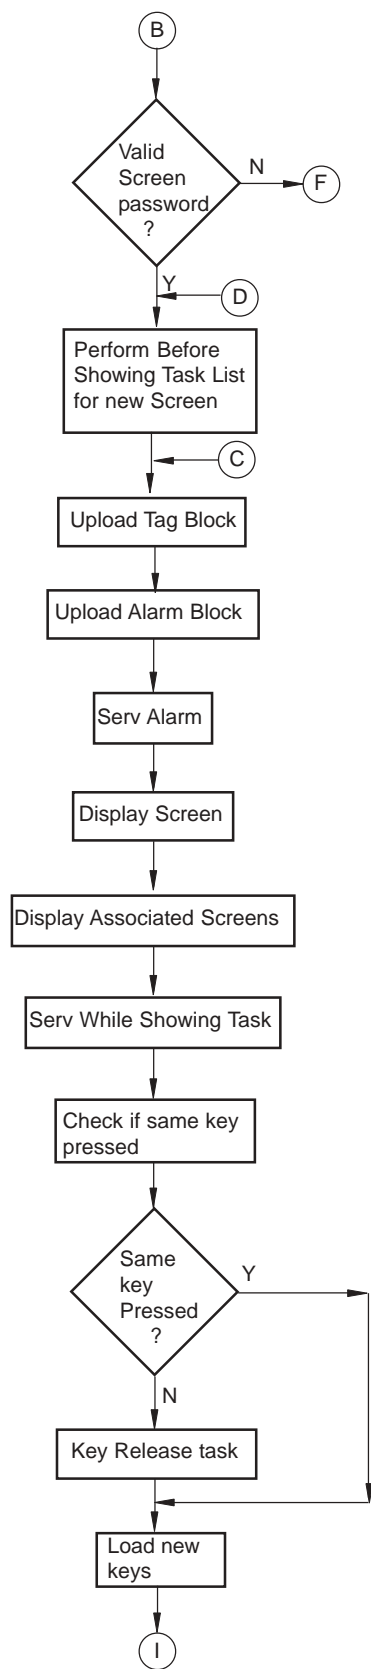 B
Valid
Screen
password
?
N
F
Y
D
Perform Before
Showing Task List
for new Screen
C
Upload Tag Block
Upload Alarm Block
Serv Alarm
Display Screen
Display Associated Screens
Serv While Showing Task
Check if same key
pressed
Same
key
Pressed
?
Y
N
Key Release task
Load new
keys
I